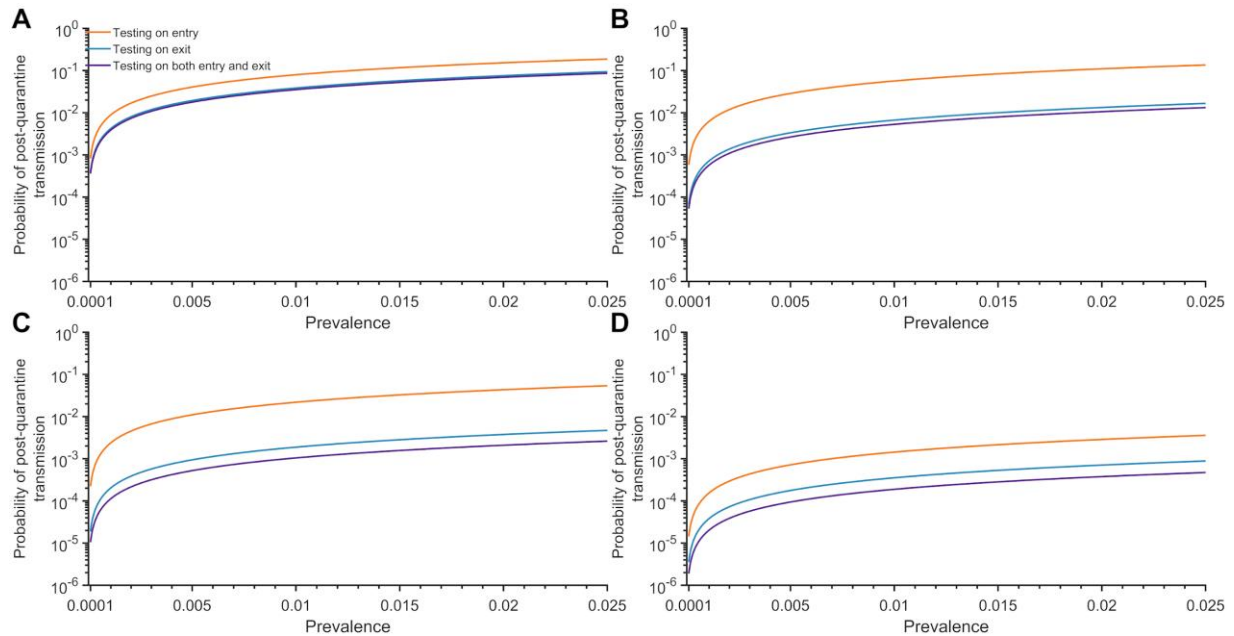 A
10^0
10^-1
10^-2
10^-3
10^-4
10^-5
10^-6
Probability of post-quarantine
transmission
Testing on entry
Testing on exit
Testing on both entry and exit
0.0001 0.005 0.01 0.015 0.02 0.025
Prevalence
B
10^0
10^-1
10^-2
10^-3
10^-4
10^-5
10^-6
Probability of post-quarantine
transmission
0.0001 0.005 0.01 0.015 0.02 0.025
Prevalence
C
10^0
10^-1
10^-2
10^-3
10^-4
10^-5
10^-6
Probability of post-quarantine
transmission
0.0001 0.005 0.01 0.015 0.02 0.025
Prevalence
D
10^0
10^-1
10^-2
10^-3
10^-4
10^-5
10^-6
Probability of post-quarantine
transmission
0.0001 0.005 0.01 0.015 0.02 0.025
Prevalence